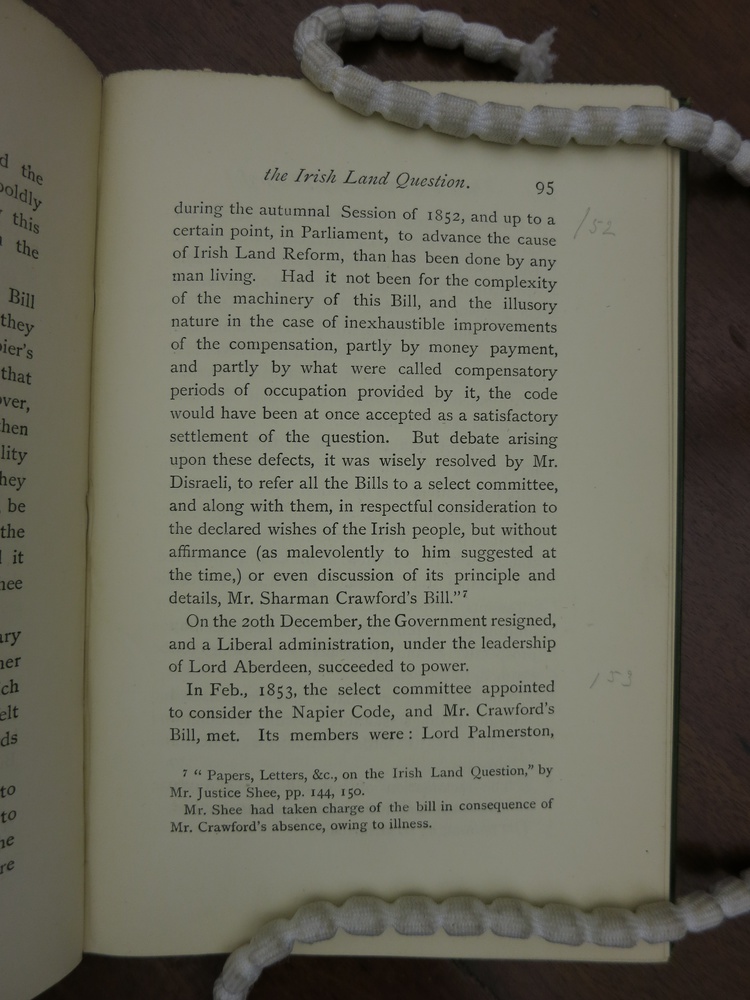 d the
boldly
this
the
Bill
they
pier's
that
over,
hen
lity
hey
be
the
it
nee
ary
her
ch
elt
ds
to
to
he
re
the Irish Land Question. 95
during the autumnal Session of 1852, and up to a
certain point, in Parliament, to advance the cause
of Irish Land Reform, than has been done by any
man living. Had it not been for the complexity
of the machinery of this Bill, and the illusory
nature in the case of inexhaustible improvements
of the compensation, partly by money payment,
and partly by what were called compensatory
periods of occupation provided by it, the code
would have been at once accepted as a satisfactory
settlement of the question. But debate arising
upon these defects, it was wisely resolved by Mr.
Disraeli, to refer all the Bills to a select committee,
and along with them, in respectful consideration to
the declared wishes of the Irish people, but without
affirmance (as malevolently to him suggested at
the time,) or even discussion of its principle and
details, Mr. Sharman Crawford's Bill."7
On the 20th December, the Government resigned,
and a Liberal administration, under the leadership
of Lord Aberdeen, succeeded to power.
In Feb., 1853, the select committee appointed
to consider the Napier Code, and Mr. Crawford's
Bill, met. Its members were: Lord Palmerston,
7 "Papers, Letters, &c., on the Irish Land Question," by
Mr. Justice Shee, pp. 144, 150.
Mr. Shee had taken charge of the bill in consequence of
Mr. Crawford's absence, owing to illness.
/52
/53